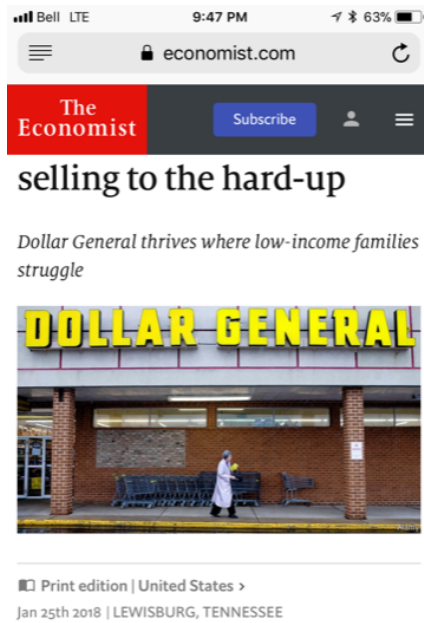 Bell LTE 9:47 PM 63%
economist.com
The
Economist
Subscribe
selling to the hard-up
Dollar General thrives where low-income families
struggle
DOLLAR GENERAL
Alamy
Print edition | United States >
Jan 25th 2018 | LEWISBURG, TENNESSEE